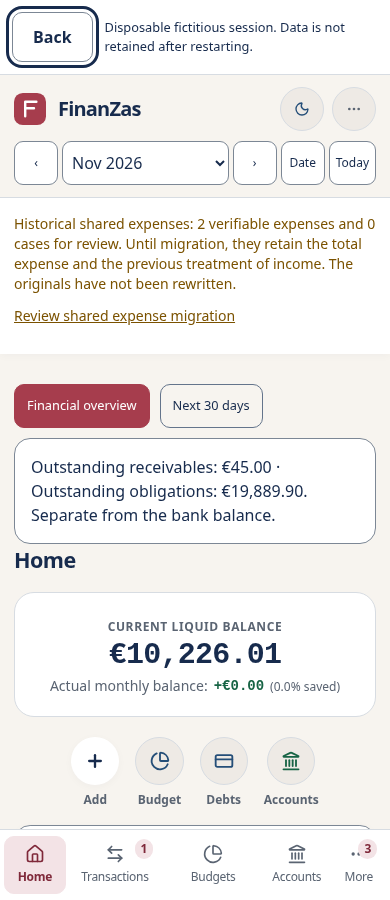 Back
Disposable fictitious session. Data is not
retained after restarting.
FinanZas
‹
Nov 2026
›
Date
Today
Historical shared expenses: 2 verifiable expenses and 0
cases for review. Until migration, they retain the total
expense and the previous treatment of income. The
originals have not been rewritten.
Review shared expense migration
Financial overview
Next 30 days
Outstanding receivables: €45.00 ·
Outstanding obligations: €19,889.90.
Separate from the bank balance.
Home
CURRENT LIQUID BALANCE
€10,226.01
Actual monthly balance: +€0.00 (0.0% saved)
Add
Budget
Debts
Accounts
Home
Transactions
1
Budgets
Accounts
More
3